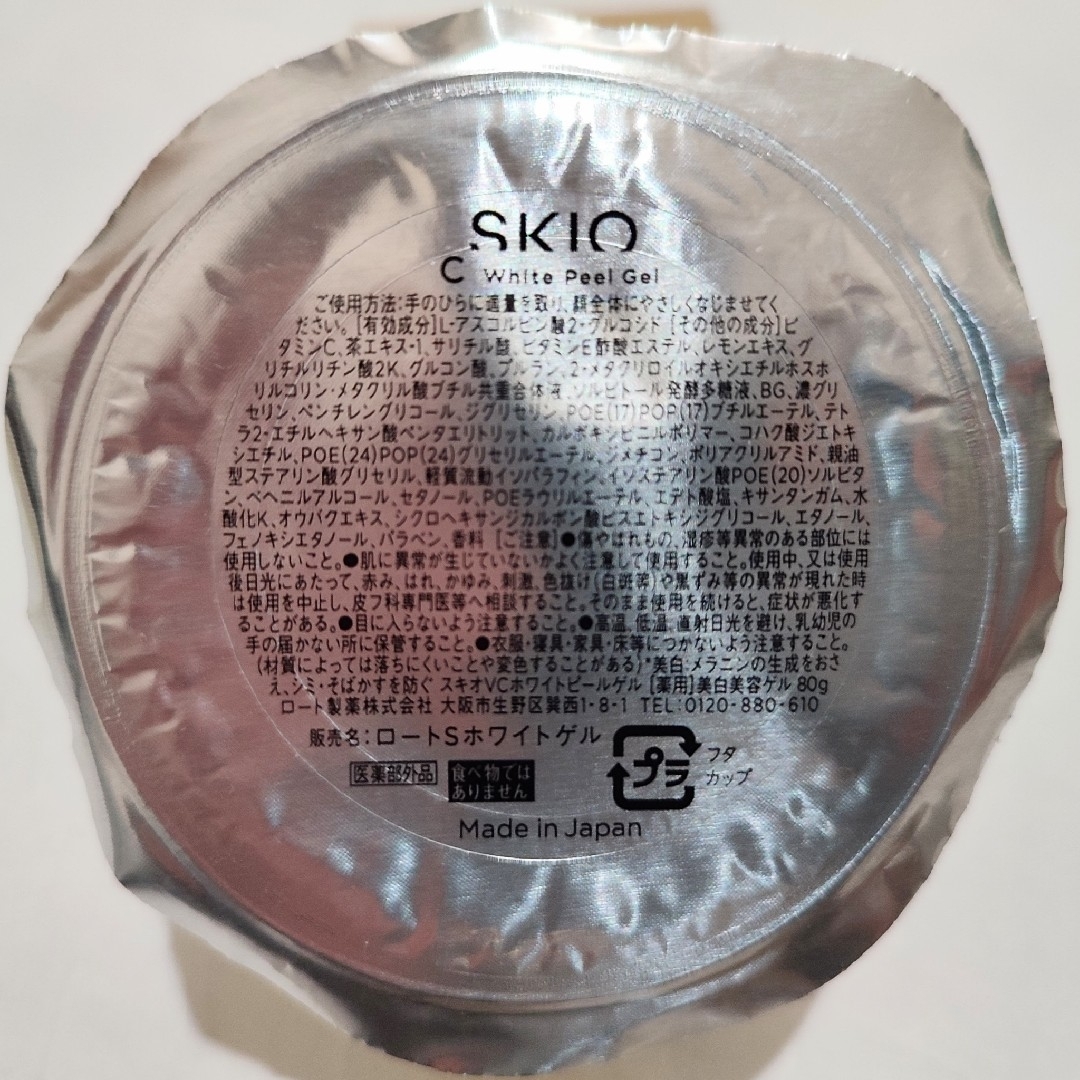 SKIO
C White Peel Gel
ご使用方法:手のひらに適量を取り、顔全体にやさしくなじませてく
ださい。[有効成分]L-アスコルビン酸2-グルコシド [その他の成分]ビ
タミンC、茶エキス-1、サリチル酸、ビタミンE酢酸エステル、レモンエキス、グ
リチルリチン酸2K、グルコン酸、プルラン、2-メタクリロイルオキシエチルホスホ
リルコリン・メタクリル酸ブチル共重合体液、ソルビトール発酵多糖液、BG、濃グリ
セリン、ペンチレングリコール、ジグリセリン、POE(17)POP(17)ブチルエーテル、テト
ラ2-エチルヘキサン酸ペンタエリトリット、カルボキシビニルポリマー、コハク酸ジエトキ
シエチル、POE(24)POP(24)グリセリルエーテル、ジメチコン、ポリアクリルアミド、親油
型ステアリン酸グリセリル、軽質流動イソパラフィン、イソステアリン酸POE(20)ソルビタ
ン、ベヘニルアルコール、セタノール、POEラウリルエーテル、エデト酸塩、キサンタンガム、水
酸化K、オウバクエキス、シクロヘキサンジカルボン酸ビスエトキシジグリコール、エタノール、
フェノキシエタノール、パラベン、香料 [ご注意]●傷やはれもの、湿疹等異常のある部位には
使用しないこと。●肌に異常が生じていないかよく注意して使用すること。使用中、又は使用
後日光にあたって、赤み、はれ、かゆみ、刺激、色抜け(白斑等)や黒ずみ等の異常が現れた時
は使用を中止し、皮フ科専門医等へ相談すること。そのまま使用を続けると、症状が悪化す
ることがある。●目に入らないよう注意すること。●高温、低温、直射日光を避け、乳幼児の
手の届かない所に保管すること。●衣服・寝具・家具・床等につかないよう注意すること。
(材質によっては落ちにくいことや変色することがある)*美白:メラニンの生成をおさ
え、シミ・そばかすを防ぐ スキオVCホワイトピールゲル [薬用]美白美容ゲル 80g
ロート製薬株式会社 大阪市生野区巽西1-8-1 TEL:0120-880-610
販売名:ロートSホワイトゲル
医薬部外品 食べ物では
ありません
プラ
フタ
カップ
Made in Japan